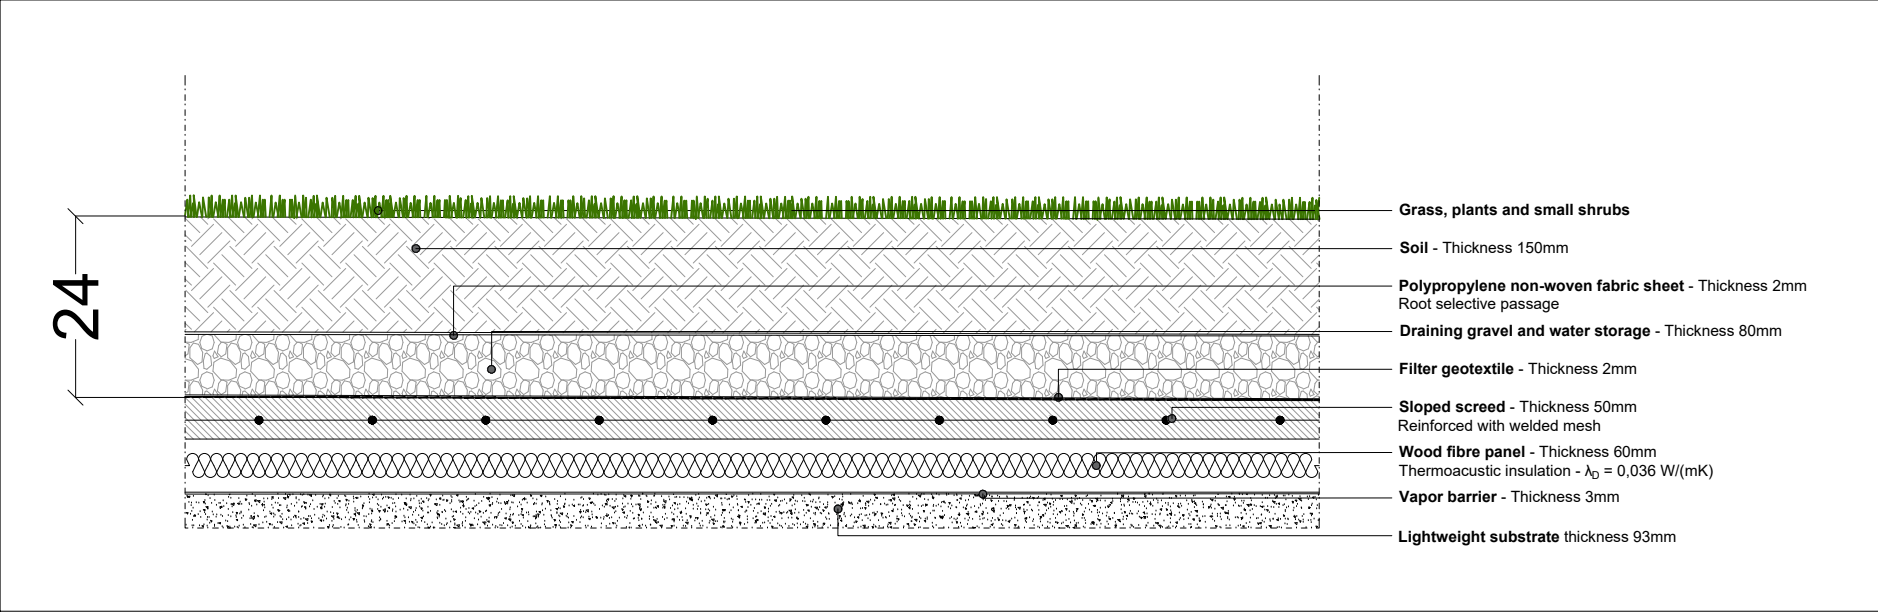 24
Grass, plants and small shrubs
Soil - Thickness 150mm
Polypropylene non-woven fabric sheet - Thickness 2mm
Root selective passage
Draining gravel and water storage - Thickness 80mm
Filter geotextile - Thickness 2mm
Sloped screed - Thickness 50mm
Reinforced with welded mesh
Wood fibre panel - Thickness 60mm
Thermoacustic insulation - λD = 0,036 W/(mK)
Vapor barrier - Thickness 3mm
Lightweight substrate thickness 93mm